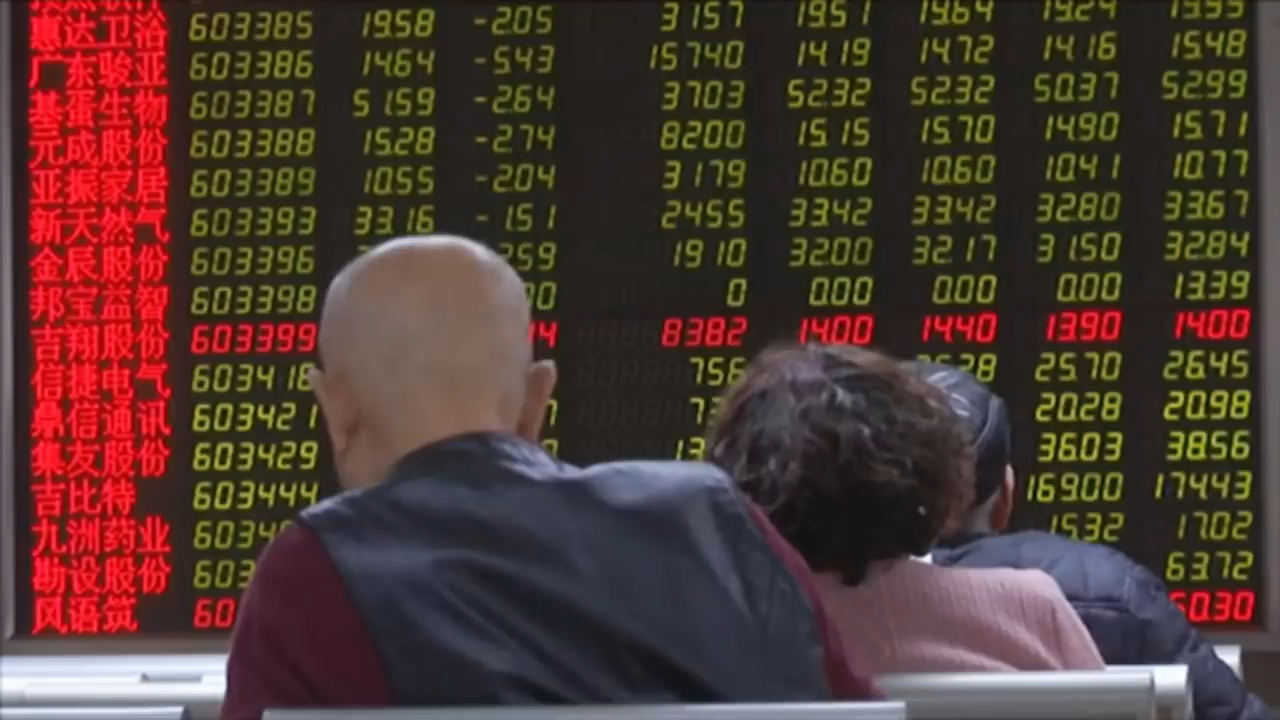 惠达卫浴 603385 19.58 -2.05 3157 19.51 19.64 19.24 19.99
广东骏亚 603386 14.64 -5.43 15740 14.19 14.72 14.16 15.48
基蛋生物 603387 51.59 -2.64 3703 52.32 52.32 50.37 52.99
元成股份 603388 15.28 -2.74 8200 15.15 15.70 14.90 15.71
亚振家居 603389 10.55 -2.04 3179 10.60 10.60 10.41 10.77
新天然气 603393 33.16 -1.51 2455 33.42 33.42 32.80 33.67
金辰股份 603396 1910 32.00 32.17 31.50 32.84
邦宝益智 603398 0 0.00 0.00 0.00 13.39
吉翔股份 603399 8382 14.00 14.40 13.90 14.00
信捷电气 603418 756 25.70 26.45
鼎信通讯 603421 20.28 20.98
集友股份 603429 36.03 38.56
吉比特 603444 169.00 174.43
九洲药业 15.32 17.02
勘设股份 63.72
风语筑 60.30